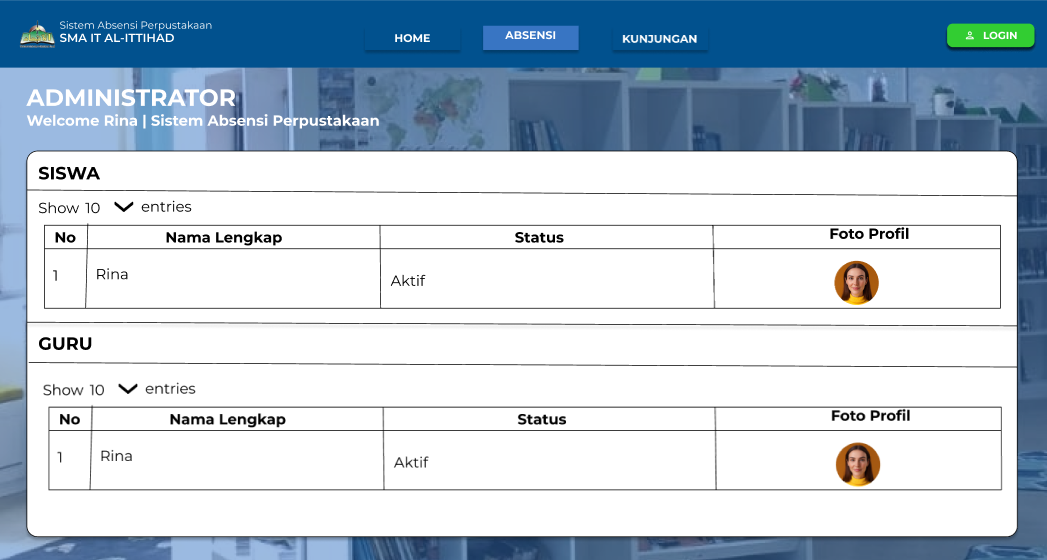 Sistem Absensi Perpustakaan
SMA IT AL-ITTIHAD
HOME
ABSENSI
KUNJUNGAN
LOGIN
ADMINISTRATOR
Welcome Rina | Sistem Absensi Perpustakaan
SISWA
Show 10 entries
No Nama Lengkap Status Foto Profil
1 Rina Aktif
GURU
Show 10 entries
No Nama Lengkap Status Foto Profil
1 Rina Aktif